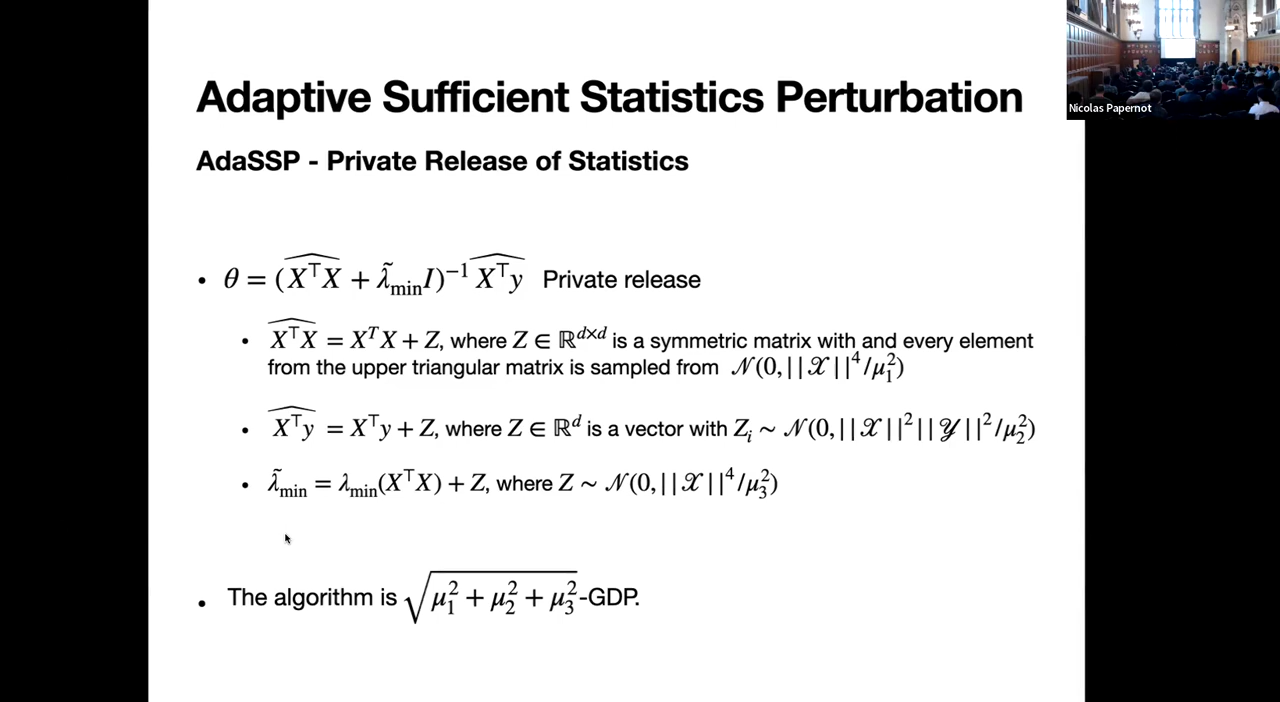 Adaptive Sufficient Statistics Perturbation
Nicolas Papernot
AdaSSP - Private Release of Statistics
• θ = (\widehat{X^⊤X} + λ̃_min I)^{−1} \widehat{X^⊤y} Private release
• \widehat{X^⊤X} = X^T X + Z, where Z ∈ ℝ^{d×d} is a symmetric matrix with and every element
from the upper triangular matrix is sampled from 𝒩(0, ||𝒳||^4/μ_1^2)
• \widehat{X^⊤y} = X^⊤y + Z, where Z ∈ ℝ^d is a vector with Z_i ~ 𝒩(0, ||𝒳||^2||𝒴||^2/μ_2^2)
• λ̃_min = λ_min(X^⊤X) + Z, where Z ~ 𝒩(0, ||𝒳||^4/μ_3^2)
• The algorithm is √(μ_1^2 + μ_2^2 + μ_3^2)-GDP.